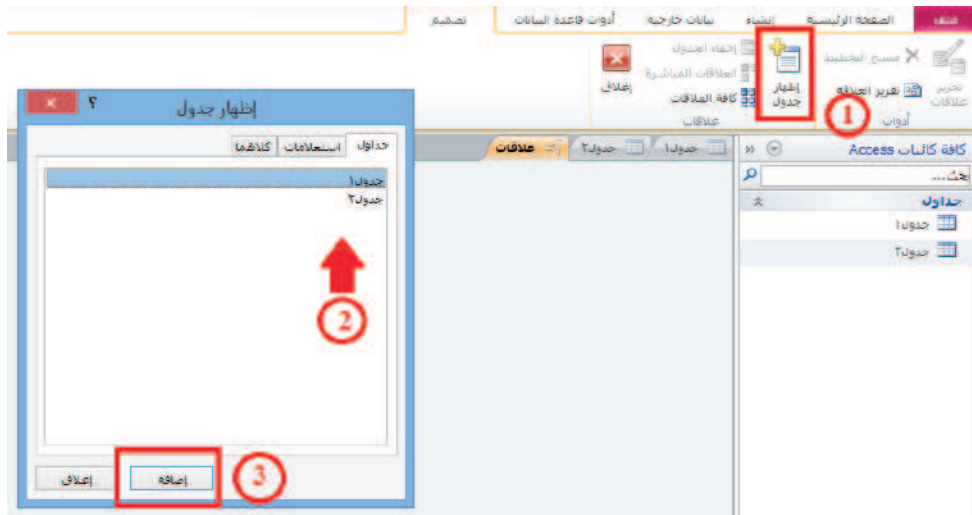 ملف الصفحة الرئيسية إنشاء بيانات خارجية أدوات قاعدة البيانات تصميم
تحرير علاقات
مسح التخطيط
تقرير العلاقة
أدوات
إظهار جدول
إخفاء الجدول
العلاقات المباشرة
كافة العلاقات
علاقات
إغلاق
1
كافة كائنات Access
بحث...
جداول
جدول١
جدول٢
جدول١ جدول٢ علاقات
إظهار جدول ?
جداول استعلامات كلاهما
جدول١
جدول٢
2
إضافة إغلاق
3